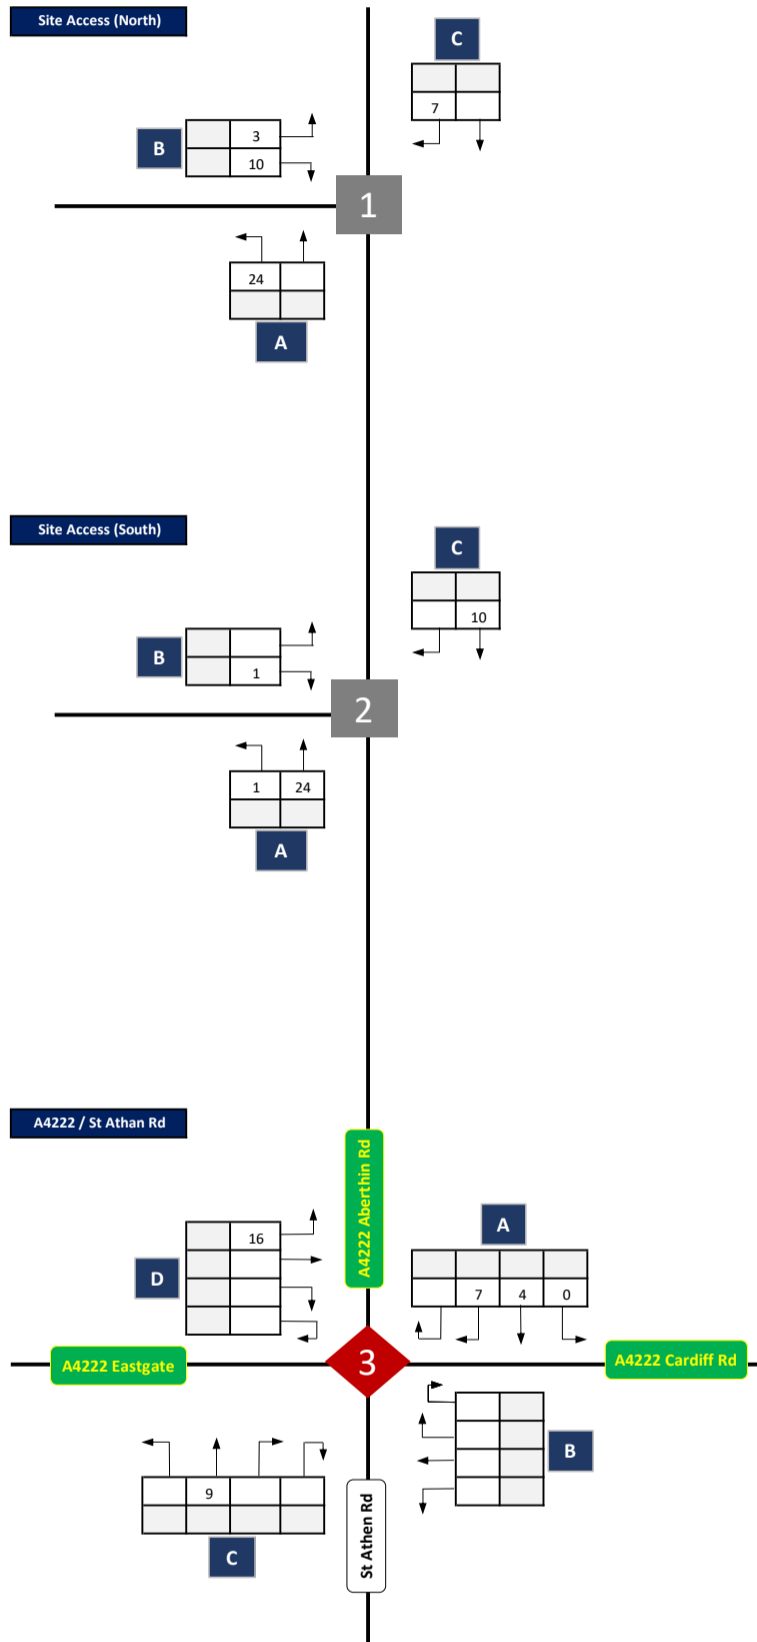 Site Access (North)
C
7
B
3
10
1
24
A
Site Access (South)
C
10
B
1
2
1 24
A
A4222 / St Athan Rd
A4222 Aberthin Rd
A
D
16
7 4 0
3
A4222 Eastgate
A4222 Cardiff Rd
B
9
C
St Athen Rd